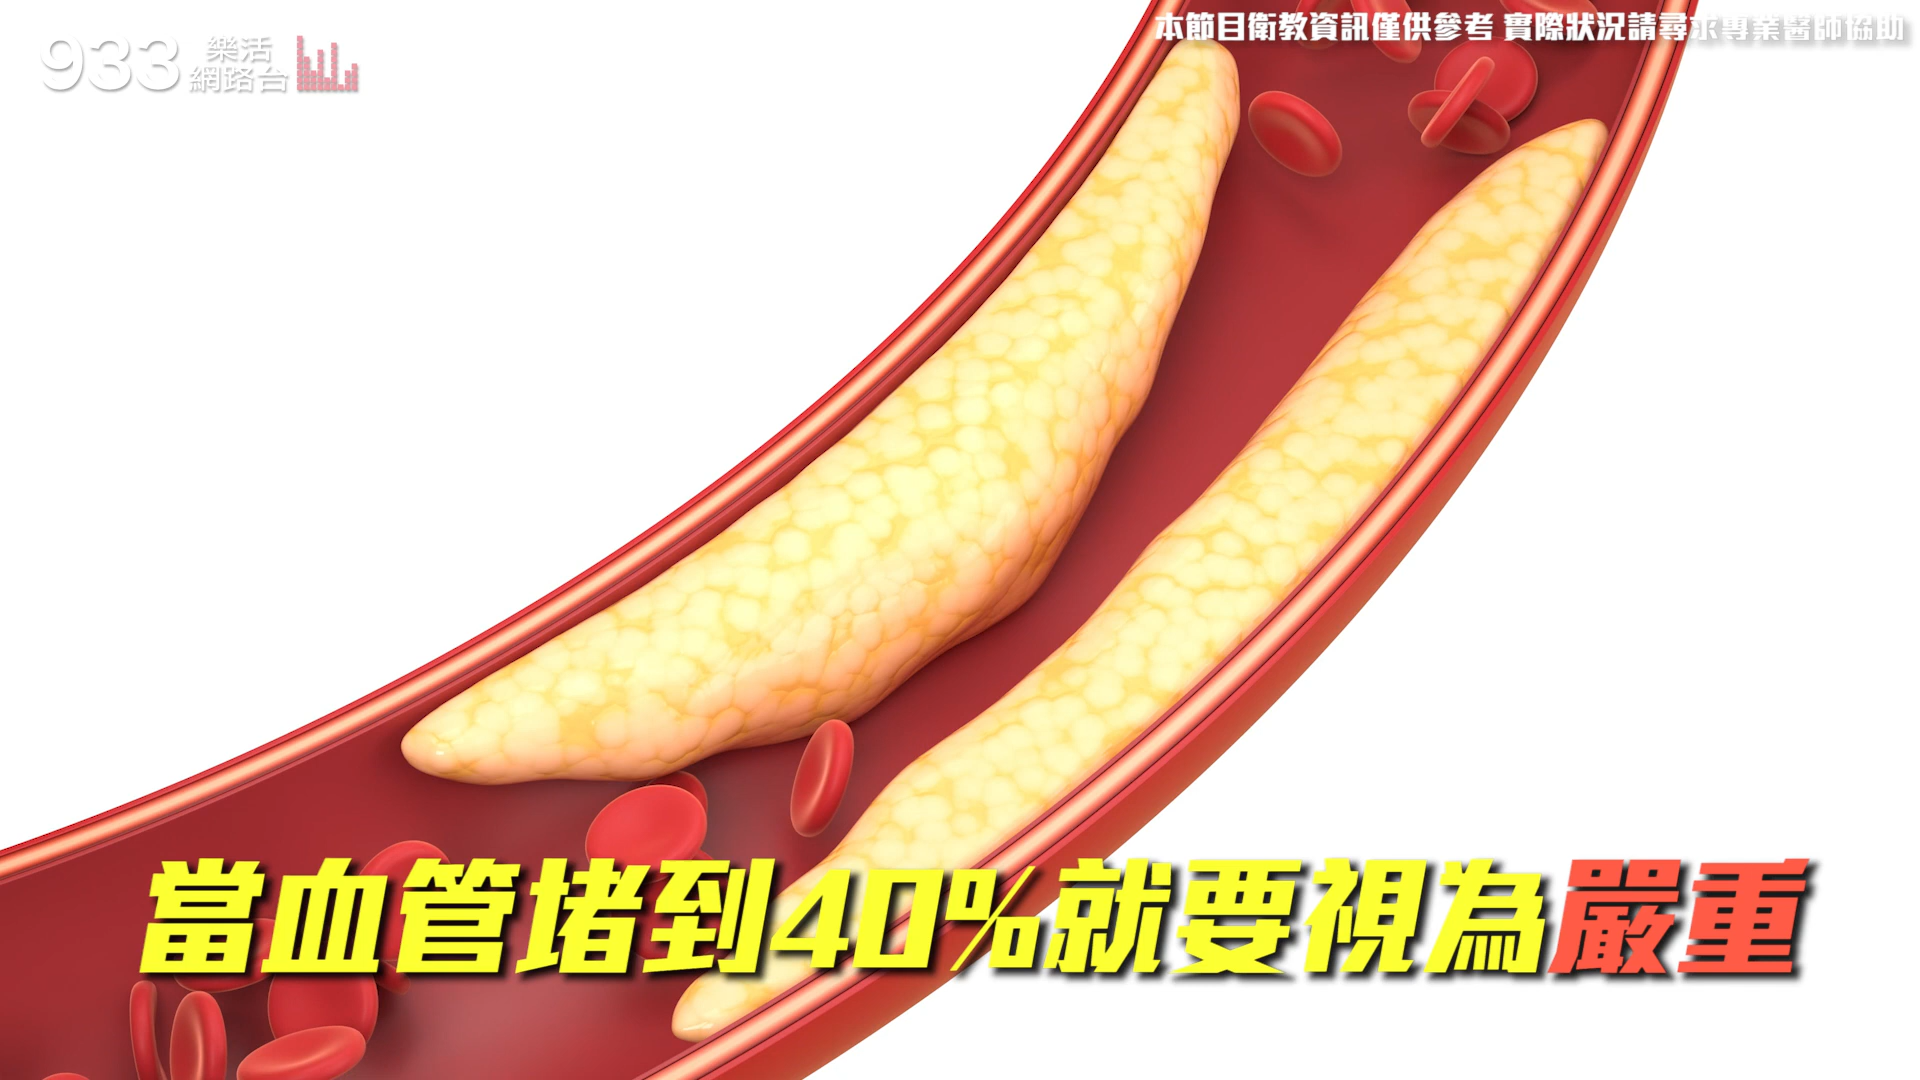 本節目衛教資訊僅供參考 實際狀況請尋求專業醫師協助
933 樂活
網路台
當血管堵到40%就要視為嚴重